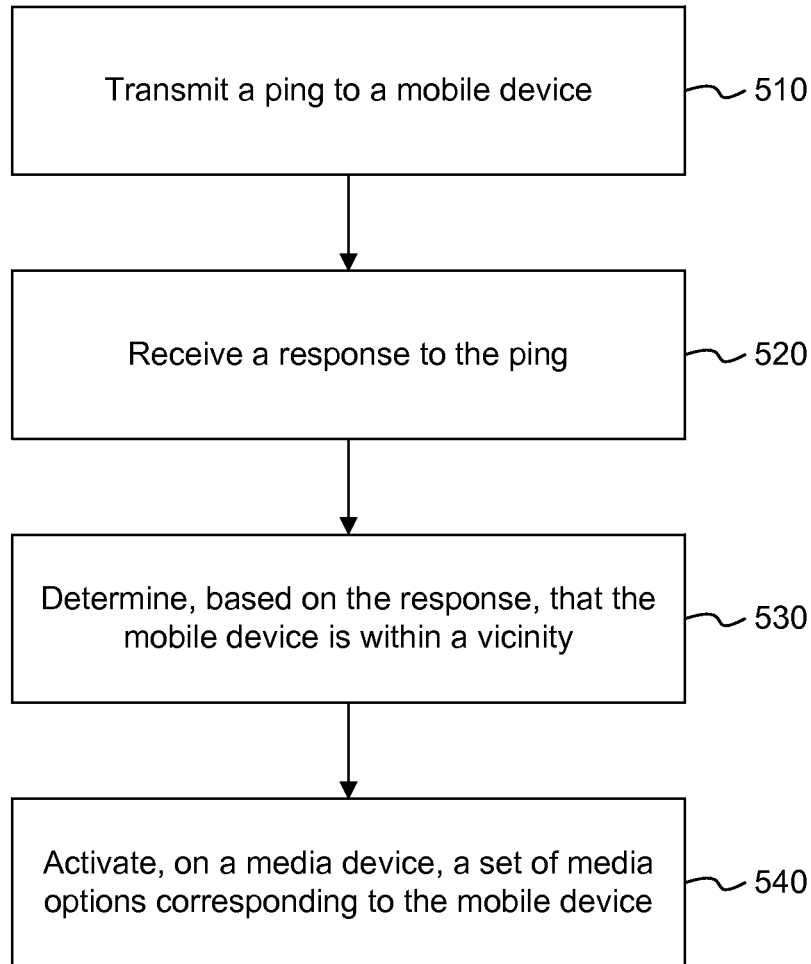 Transmit a ping to a mobile device
510
Receive a response to the ping
520
Determine, based on the response, that the
mobile device is within a vicinity
530
Activate, on a media device, a set of media
options corresponding to the mobile device
540